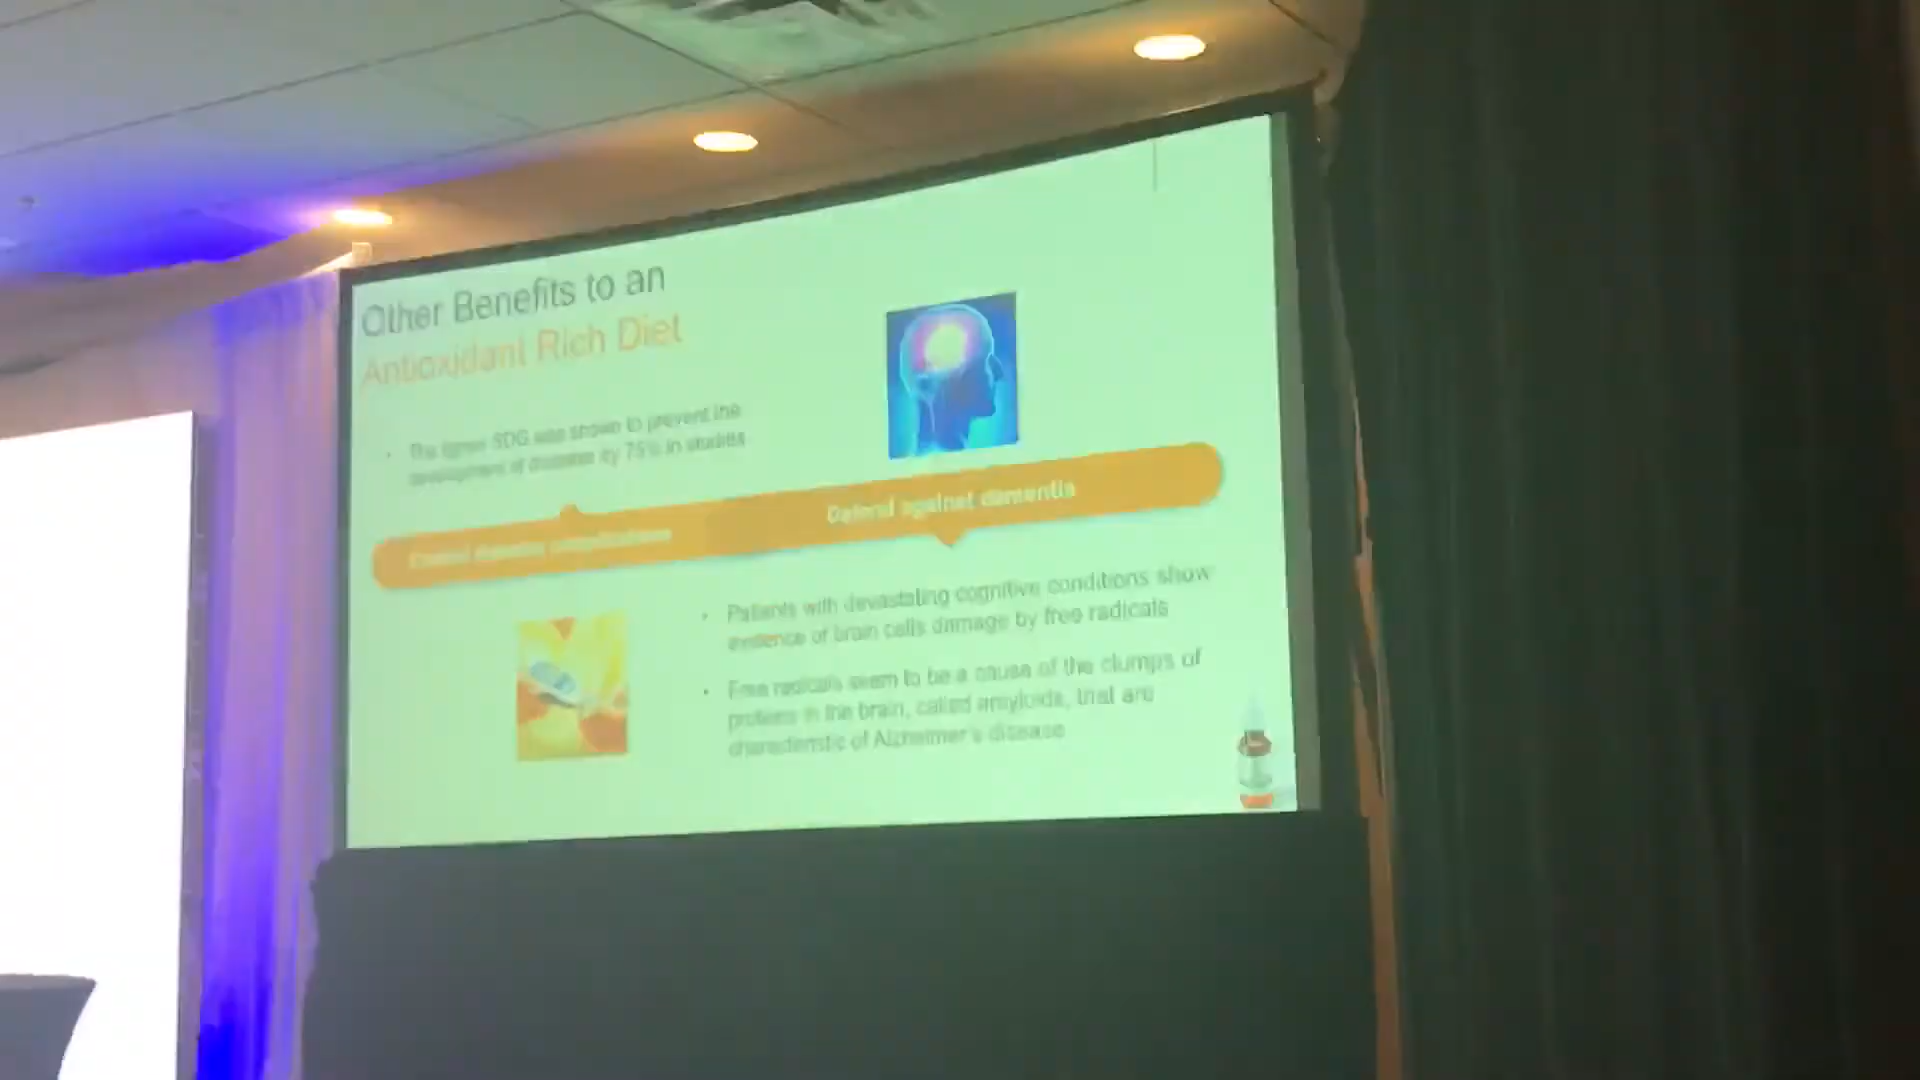 Other Benefits to an
Antioxidant Rich Diet
SDG was shown to prevent the
development of diabetes by 75% in studies
Control diabetes complications
Defend against dementia
Patients with devastating cognitive conditions show
evidence of brain cells damage by free radicals
Free radicals seem to be a cause of the clumps of
proteins in the brain, called amyloids, that are
characteristic of Alzheimer's disease